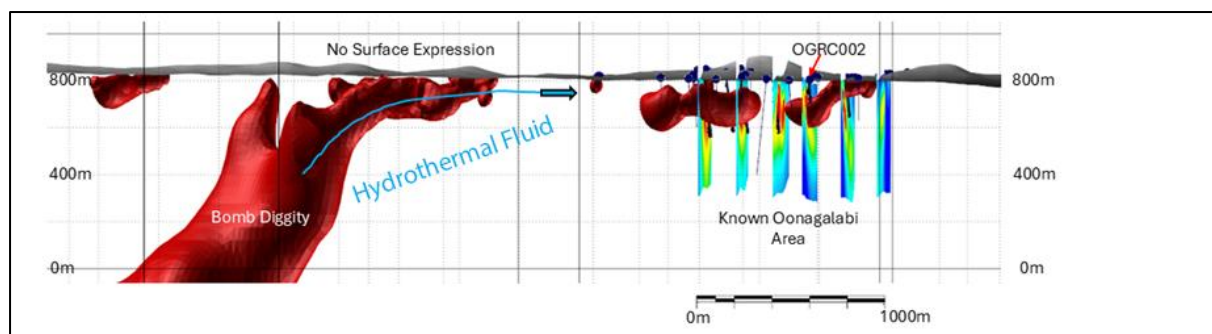 No Surface Expression
OGRC002
800m
800m
Hydrothermal Fluid
400m
400m
Bomb Diggity
Known Oonagalabi
Area
0m
0m
0m
1000m